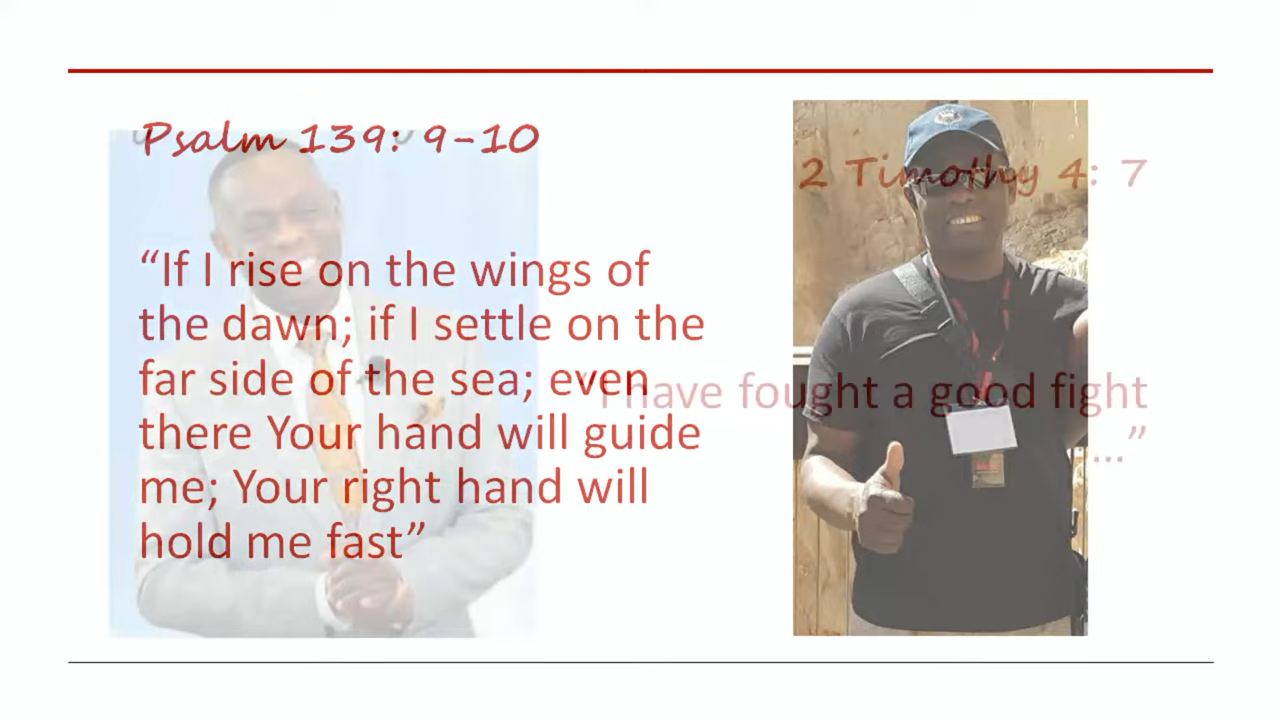 Psalm 139: 9-10
“If I rise on the wings of
the dawn; if I settle on the
far side of the sea; even
there Your hand will guide
me; Your right hand will
hold me fast”
2 Timothy 4: 7
“I have fought a good fight
…”